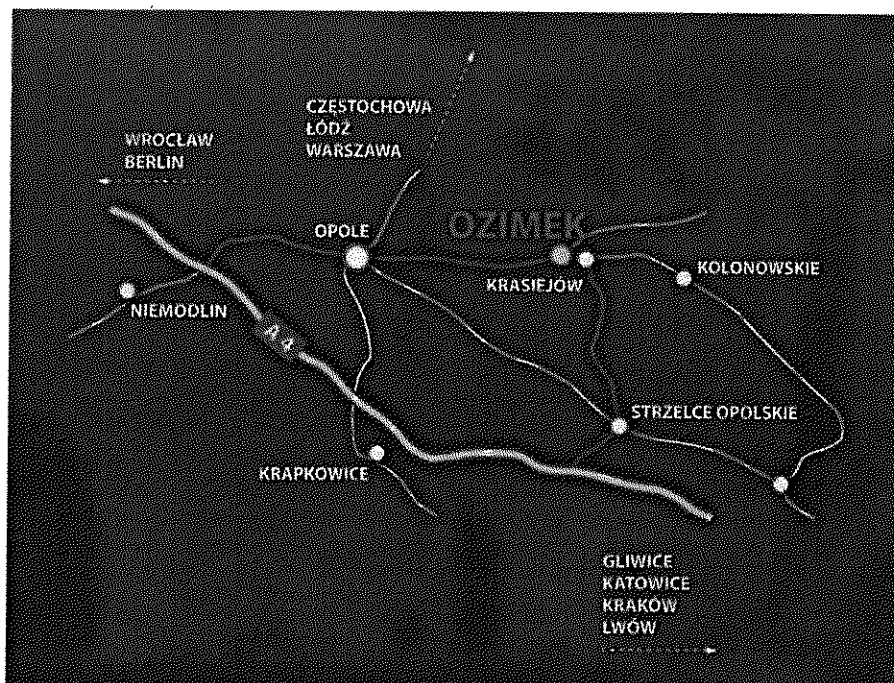 CZĘSTOCHOWA
ŁÓDŹ
WARSZAWA
WROCŁAW
BERLIN
OPOLE
OZIMEK
KRASIEJÓW
KOLONOWSKIE
NIEMODLIN
A4
STRZELCE OPOLSKIE
KRAPKOWICE
GLIWICE
KATOWICE
KRAKÓW
LWÓW